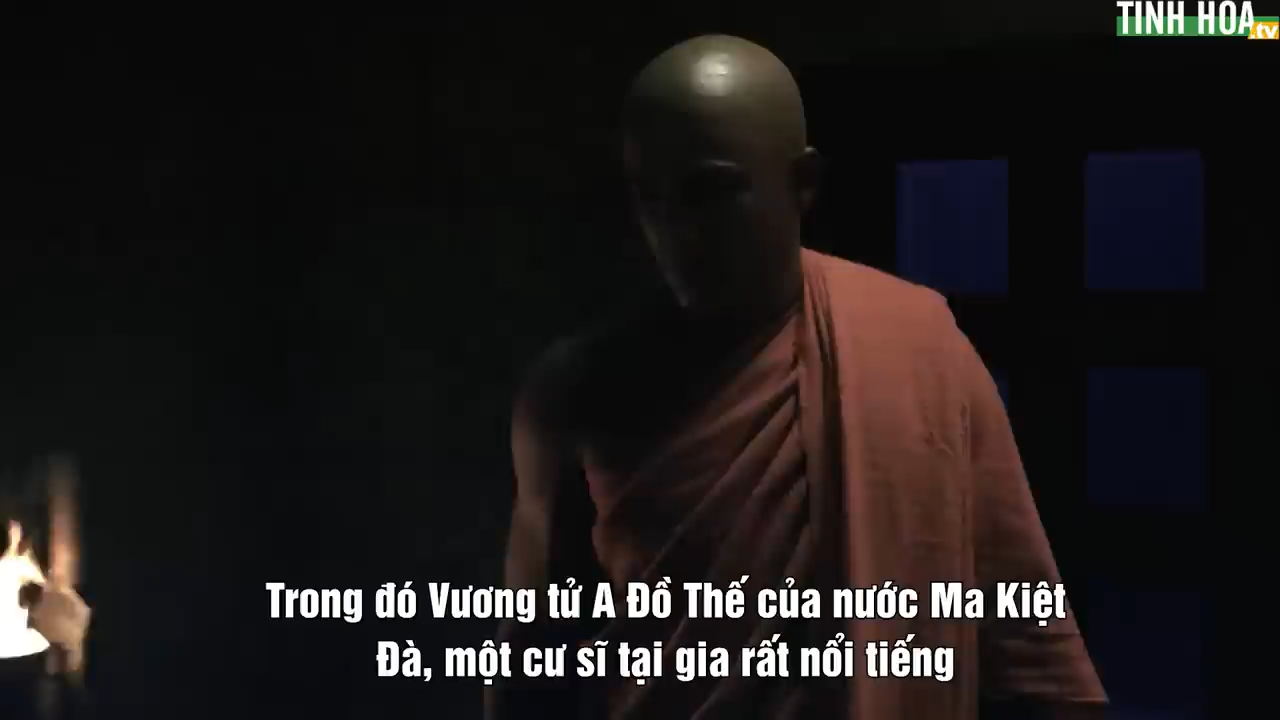 TINH HOA
.tv
Trong đó Vương tử A Đồ Thế của nước Ma Kiệt
Đà, một cư sĩ tại gia rất nổi tiếng